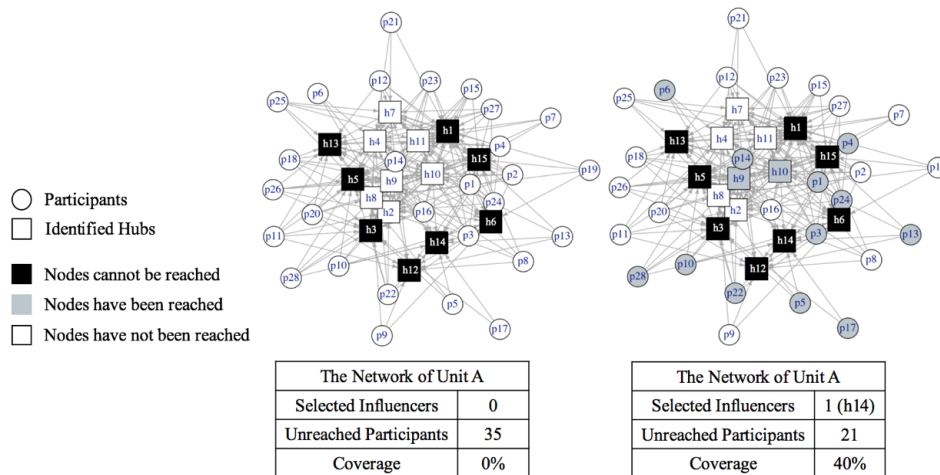 p21
p12
p23
p6
p15
p25
p27
h7
p7
h1
h13
h4
h11
p4
h15
p18
p14
h10
p2
p19
h5
h9
p1
p26
h8
p24
h2
p20
p16
h6
h3
p3
p11
h14
p13
p10
h12
p8
p28
p22
p5
p17
p9
p21
p12
p23
p6
p15
p25
p27
h7
p7
h1
h13
h4
h11
p4
h15
p18
p14
h10
p2
h5
h9
p1
p26
h8
p24
h2
p20
p16
h6
h3
p3
p11
h14
p13
p10
h12
p8
p28
p22
p5
p17
p9
Participants
Identified Hubs
Nodes cannot be reached
Nodes have been reached
Nodes have not been reached
The Network of Unit A
Selected Influencers 0
Unreached Participants 35
Coverage 0%
The Network of Unit A
Selected Influencers 1 (h14)
Unreached Participants 21
Coverage 40%